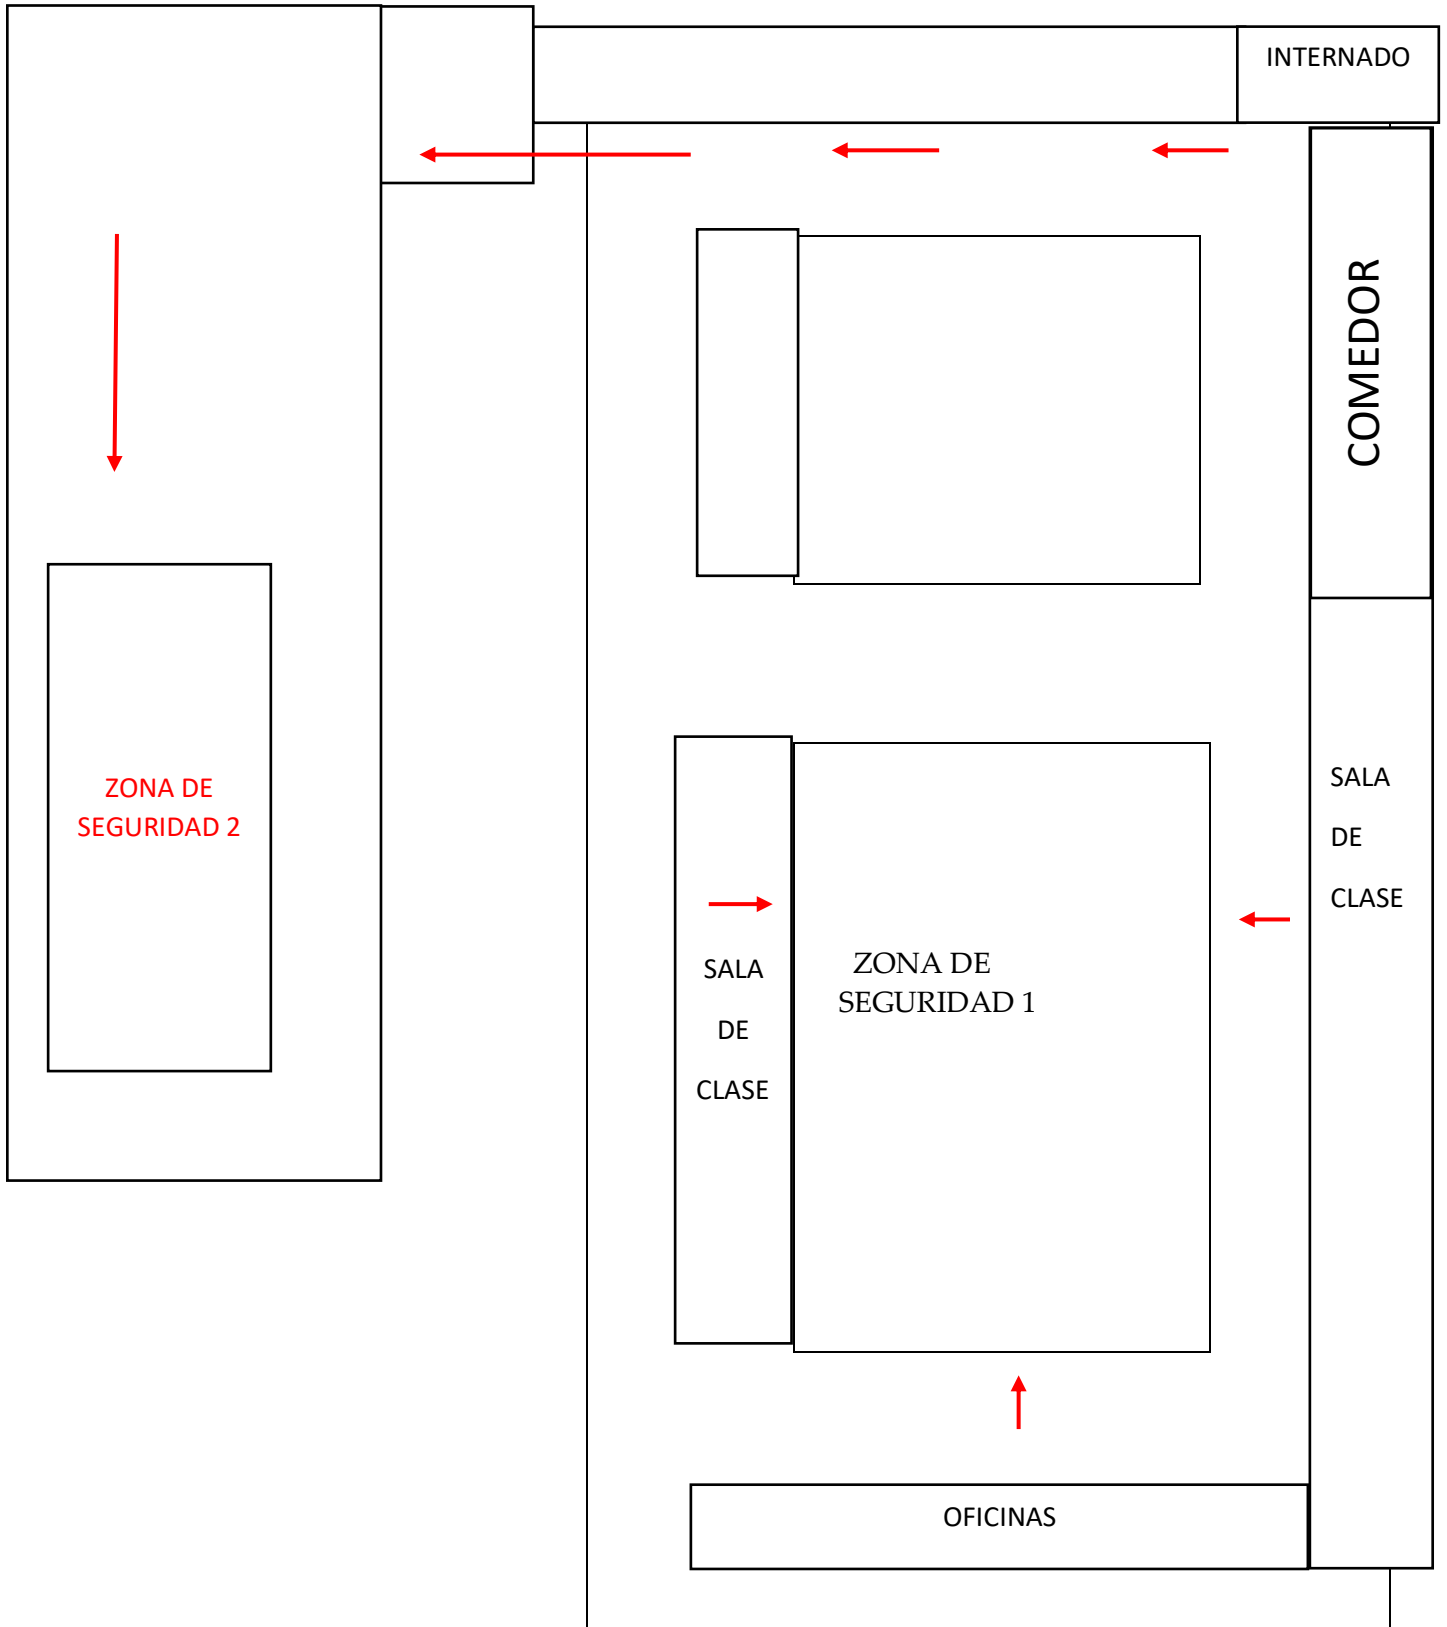 INTERNADO
COMEDOR
ZONA DE
SEGURIDAD 2
SALA
DE
CLASE
SALA
DE
CLASE
ZONA DE
SEGURIDAD 1
OFICINAS